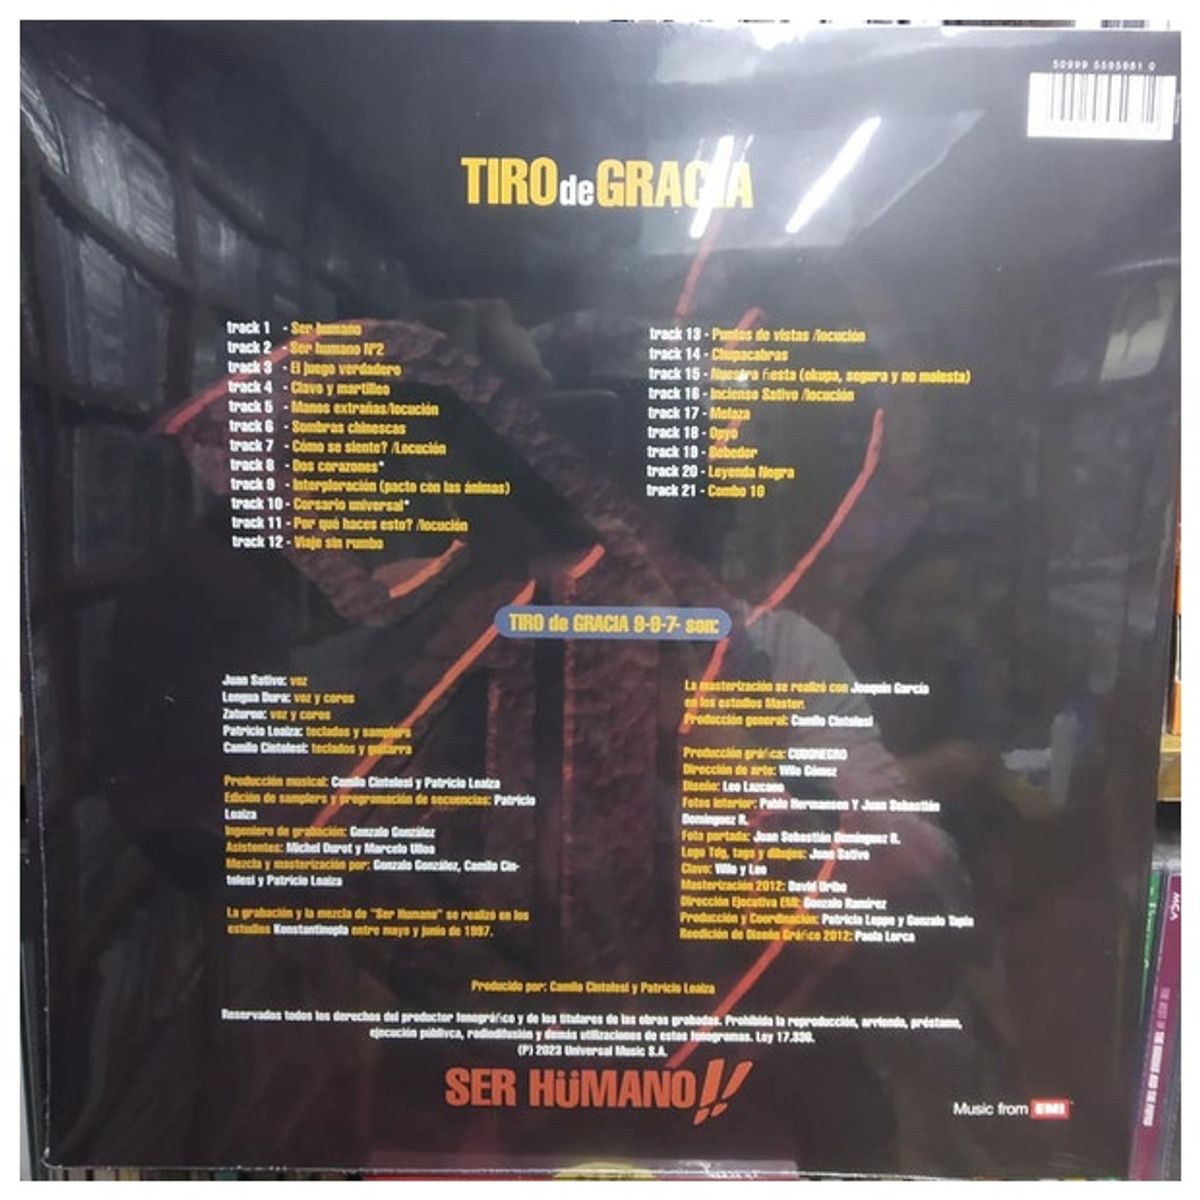 50999 5595981 0
TIRO de GRACIA
track 1 - Ser humano
track 2 - Ser humano Nº2
track 3 - El juego verdadero
track 4 - Clavo y martilleo
track 5 - Manos extrañas/locución
track 6 - Sombras chinescas
track 7 - Cómo se siente? /Locución
track 8 - Dos corazones*
track 9 - Interploración (pacto con las ánimas)
track 10 - Corsario universal*
track 11 - Por qué haces esto? /locución
track 12 - Viaje sin rumbo
track 13 - Puntos de vistas /locución
track 14 - Chupacabras
track 15 - Nuestra fiesta (okupa, segura y no molesta)
track 16 - Incienso Sativo /locución
track 17 - Melaza
track 18 - Opyo
track 19 - Bebedor
track 20 - Leyenda Negra
track 21 - Combo 10
TIRO de GRACIA 9-9-7- son:
Juan Sativo: voz
Lengua Dura: voz y coros
Zaturno: voz y coros
Patricio Loaiza: teclados y samplers
Camilo Cintolesi: teclados y guitarra
Producción musical: Camilo Cintolesi y Patricio Loaiza
Edición de samplers y programación de secuencias: Patricio
Loaiza
Ingeniero de grabación: Gonzalo González
Asistentes: Michel Durot y Marcelo Ulloa
Mezcla y masterización por: Gonzalo González, Camilo Cin-
tolesi y Patricio Loaiza
La grabación y la mezcla de "Ser Humano" se realizó en los
estudios Konstantinopla entre mayo y junio de 1997.
La masterización se realizó con Joaquín García
en los estudios Master.
Producción general: Camilo Cintolesi
Producción gráfica: CUBONEGRO
Dirección de arte: Wilo Gómez
Diseño: Leo Lazcano
Fotos interior: Pablo Hermansen Y Juan Sebastián
Domínguez R.
Foto portada: Juan Sebastián Domínguez R.
Logo Tdg, tags y dibujos: Juan Sativo
Clavo: Wilo y Leo
Masterización 2012: David Uribe
Dirección Ejecutiva EMI: Gonzalo Ramírez
Producción y Coordinación: Patricia Leppe y Gonzalo Tapia
Reedición de Diseño Gráfico 2012: Paola Lorca
Producido por: Camilo Cintolesi y Patricio Loaiza
Reservados todos los derechos del productor fonográfico y de los titulares de las obras grabadas. Prohibida la reproducción, arriendo, préstamo,
ejecución públivca, radiodifusión y demás utilizaciones de estos fonogramas. Ley 17.336.
(P) 2023 Universal Music S.A.
SER HüMANO!!
Music from EMI
MCA